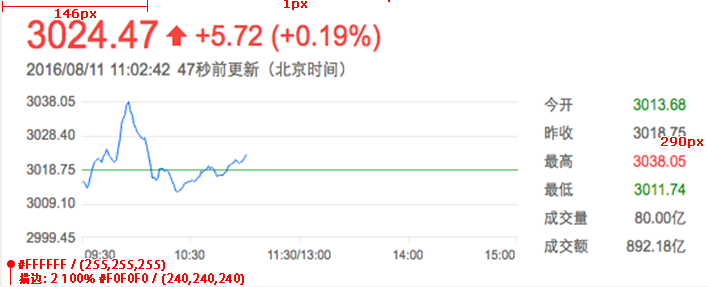 146px
1px
3024.47 +5.72 (+0.19%)
2016/08/11 11:02:42 47秒前更新（北京时间）
3038.05
3028.40
3018.75
3009.10
2999.45
09:30 10:30 11:30/13:00 14:00 15:00
今开 3013.68
昨收 3018.75
290px
最高 3038.05
最低 3011.74
成交量 80.00亿
成交额 892.18亿
#FFFFFF / (255,255,255)
描边: 2 100% #F0F0F0 / (240,240,240)